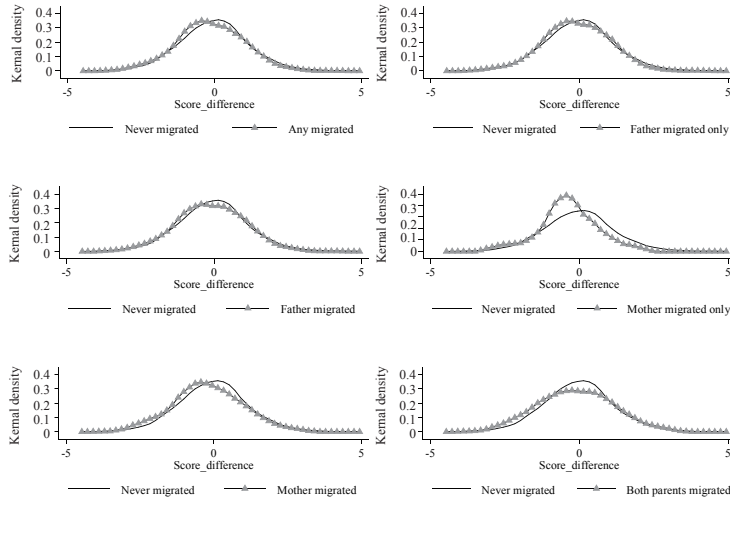 Kernal density
0.4
0.3
0.2
0.1
0
-5 0 5
Score_difference
Never migrated Any migrated
Kernal density
0.4
0.3
0.2
0.1
0
-5 0 5
Score_difference
Never migrated Father migrated only
Kernal density
0.4
0.3
0.2
0.1
0
-5 0 5
Score_difference
Never migrated Father migrated
Kernal density
0.4
0.3
0.2
0.1
0
-5 0 5
Score_difference
Never migrated Mother migrated only
Kernal density
0.4
0.3
0.2
0.1
0
-5 0 5
Score_difference
Never migrated Mother migrated
Kernal density
0.4
0.3
0.2
0.1
0
-5 0 5
Score_difference
Never migrated Both parents migrated